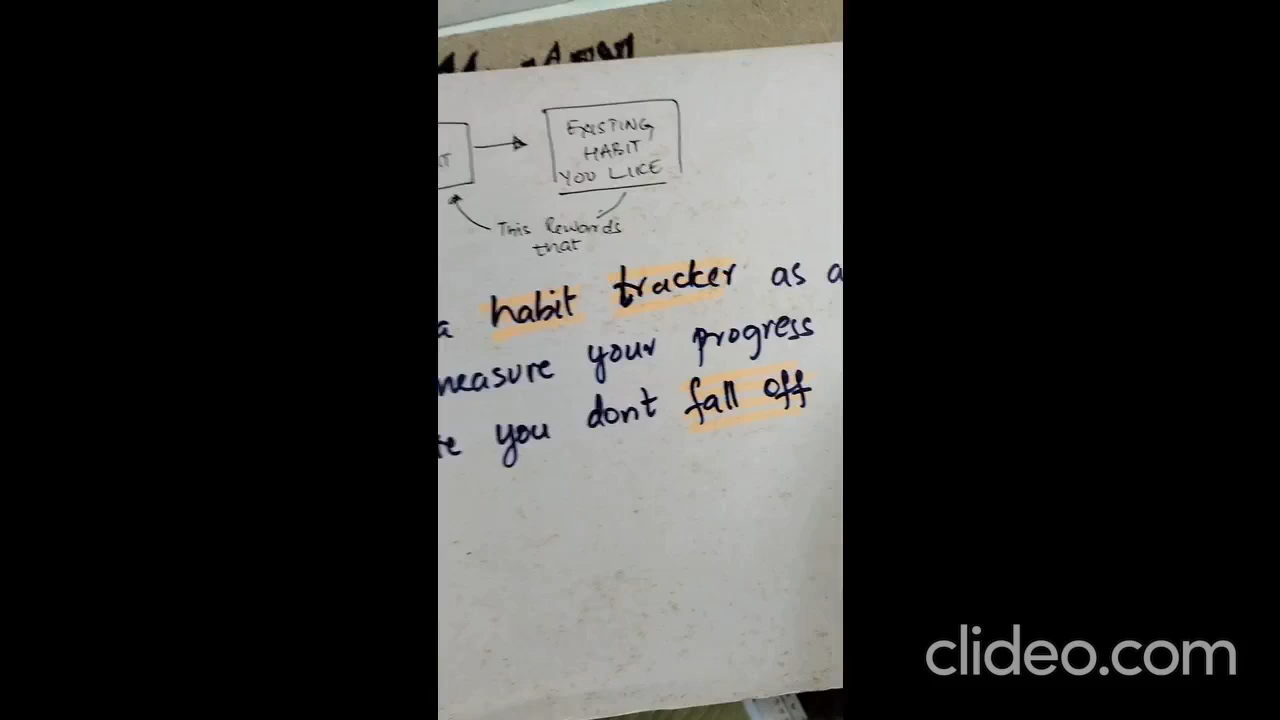 EXISTING
HABIT
YOU LIKE
This Rewards
that
a habit tracker as a
measure your progress
you dont fall off
clideo.com